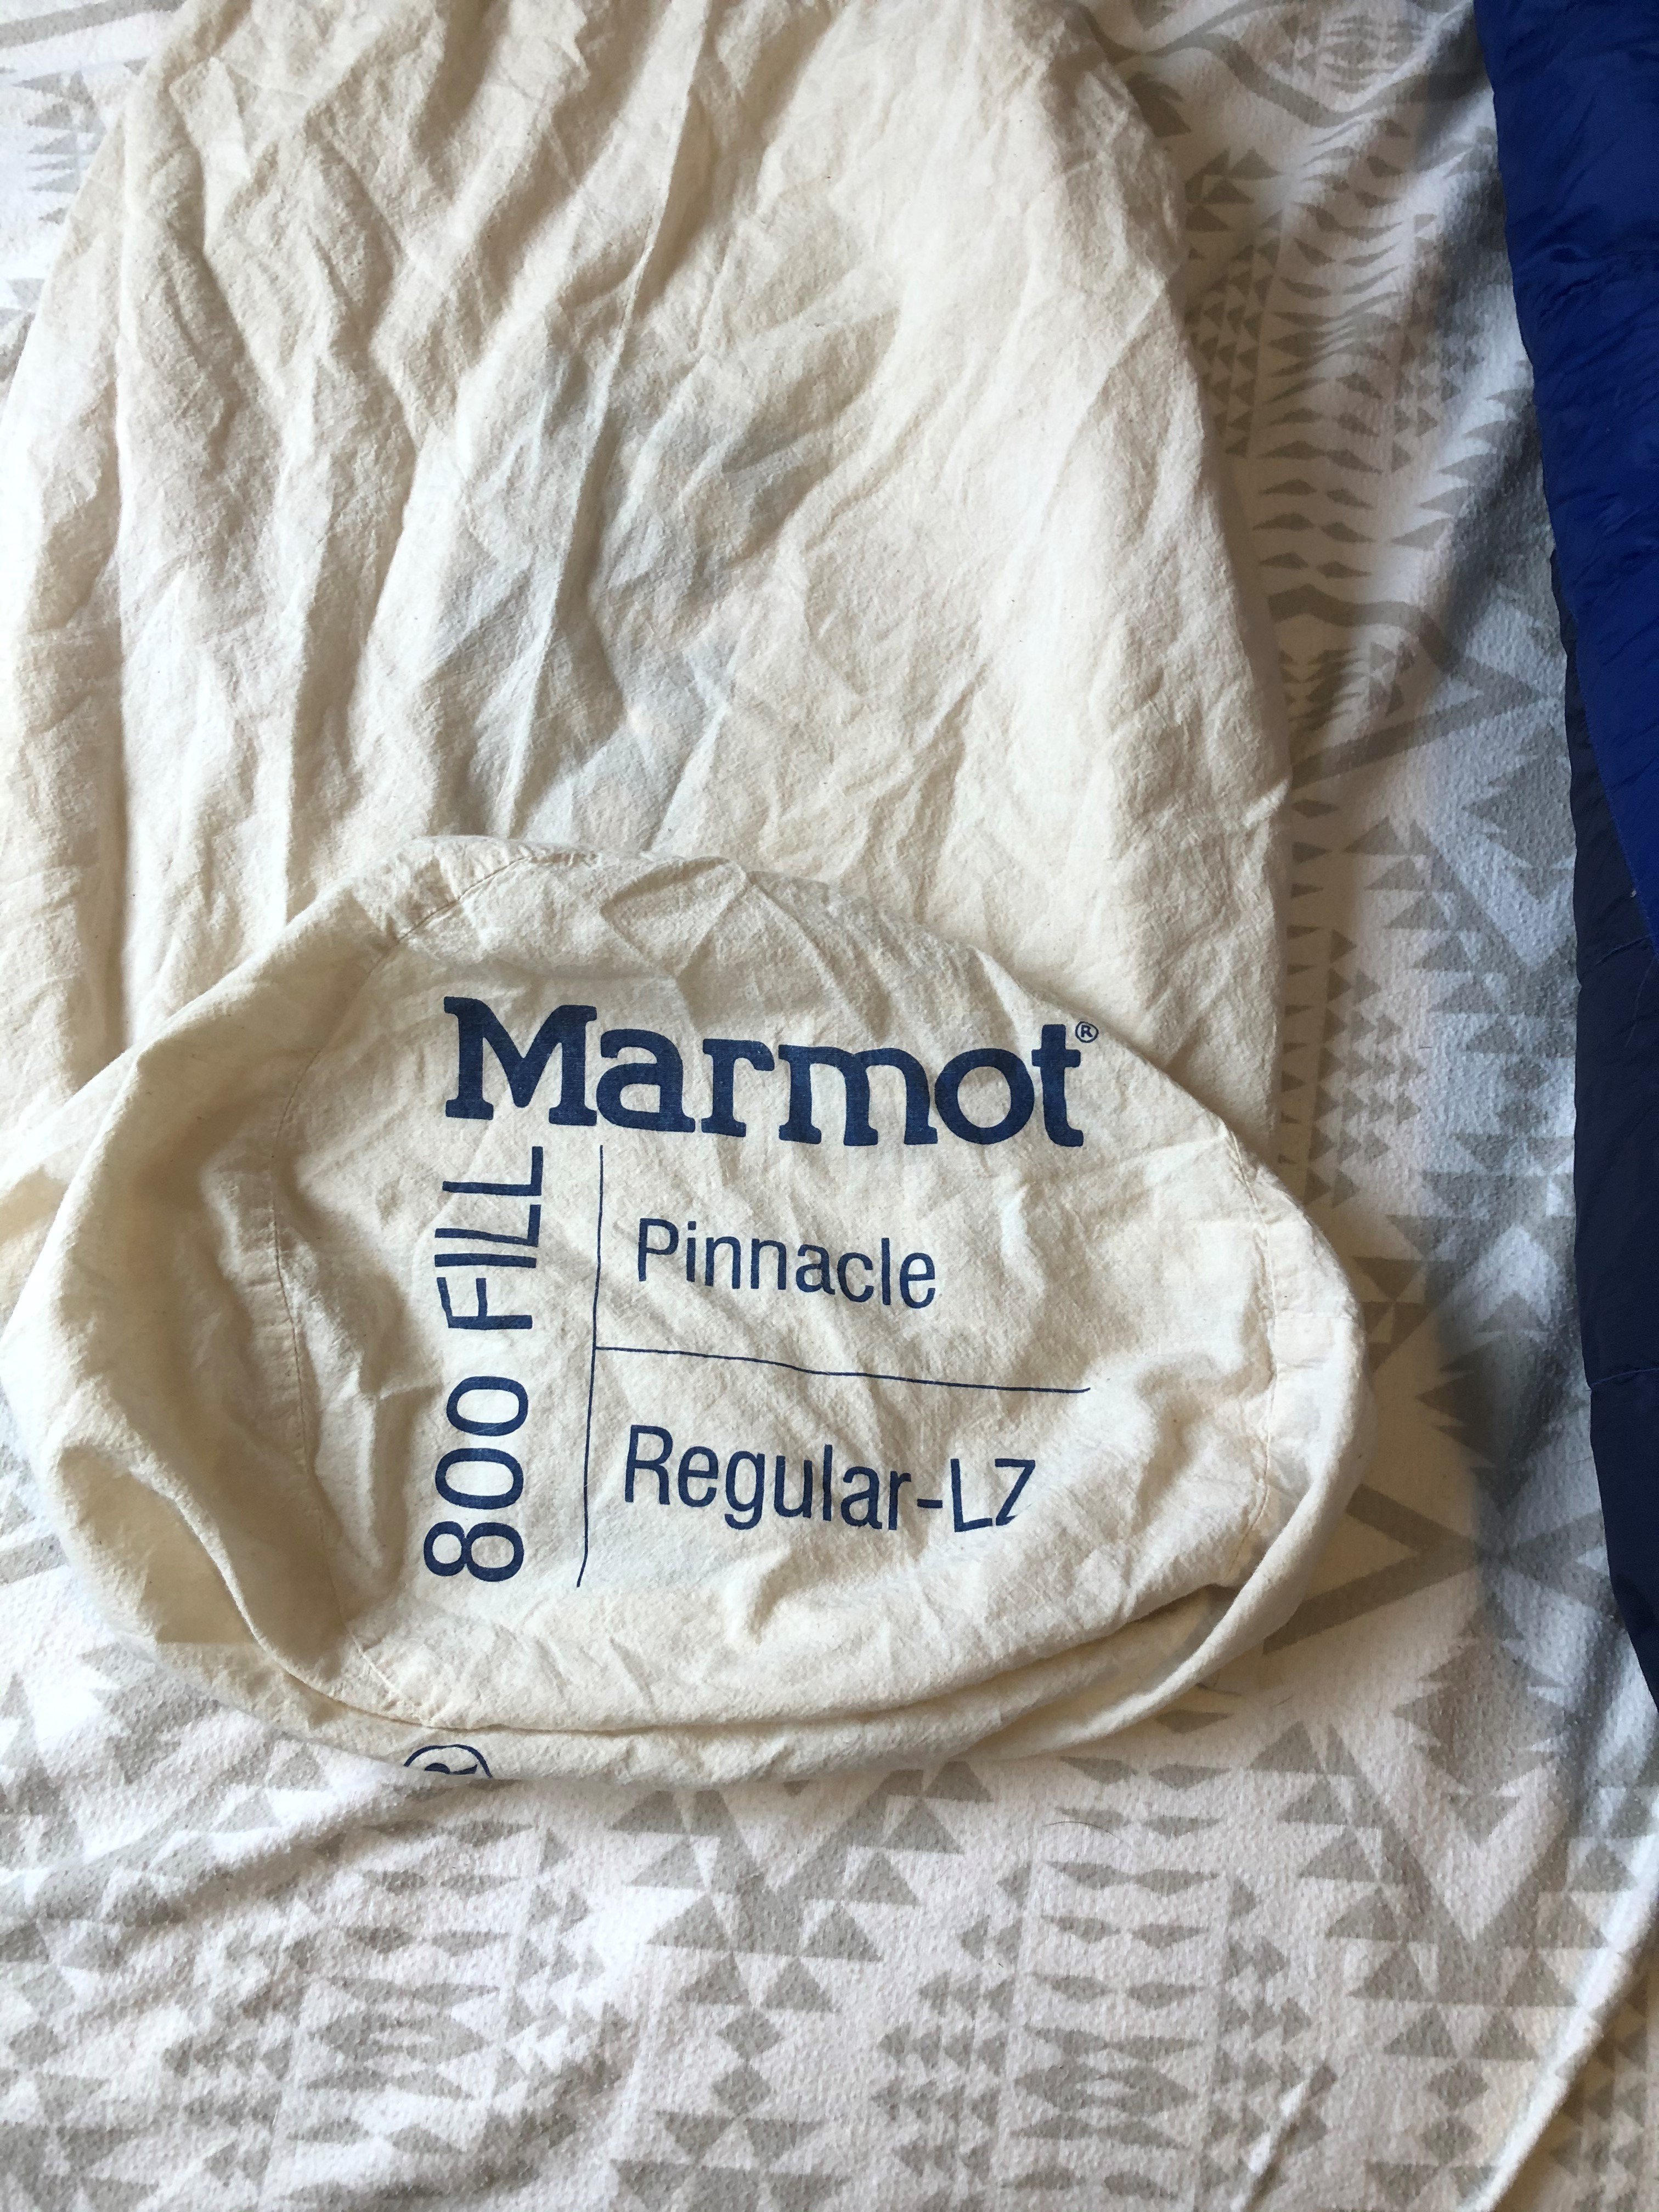 Marmot®
800 FILL
Pinnacle
Regular-LZ
®